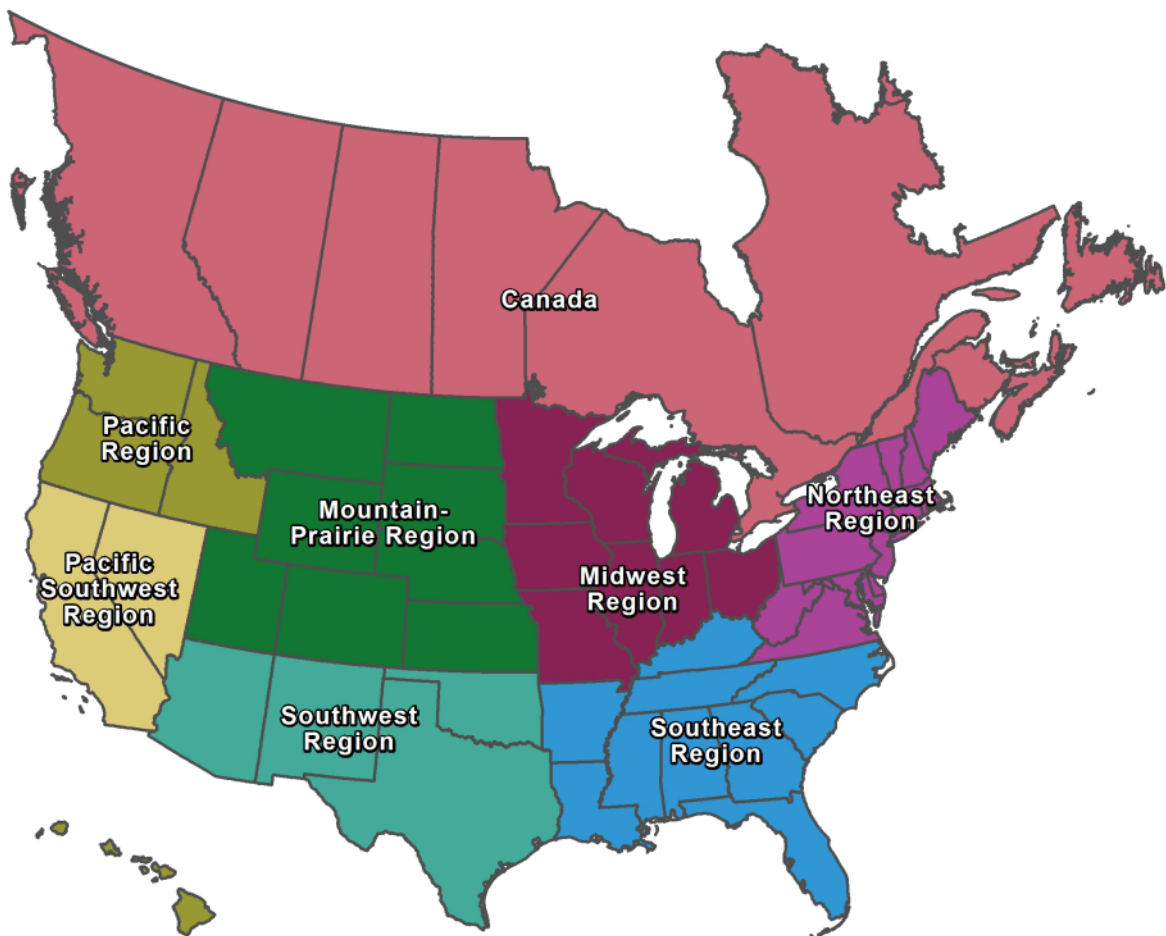 Canada
Pacific
Region
Mountain-
Prairie Region
Northeast
Region
Pacific
Southwest
Region
Midwest
Region
Southwest
Region
Southeast
Region